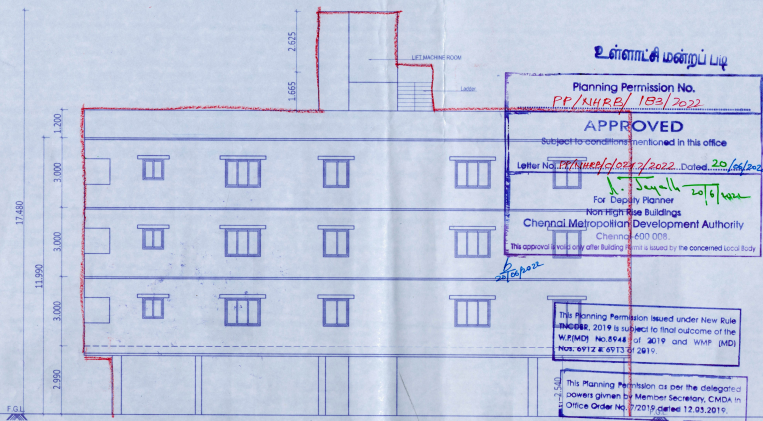 2.625
LIFT MACHINE ROOM
1.665
Ladder
1.200
3.000
3.000
3.000
2.990
17.480
11.990
2.540
F.G.L
F.G.L
உள்ளாட்சி மன்றப் படி
Planning Permission No.
PP/NHRB/ 183/2022
APPROVED
Subject to conditions mentioned in this office
Letter No. Dated 20/06/2022
20/6/2022
For Deputy Planner
Non High Rise Buildings
Chennai Metropolitan Development Authority
Chennai-600 008.
This approval is valid only after Building Permit is issued by the concerned Local Body
20/06/2022
This Planning Permission issued under New Rule
TNCDBR, 2019 is subject to final outcome of the
W.P.(MD) No.8948 of 2019 and WMP (MD)
Nos. 6912 & 6913 of 2019.
This Planning Permission as per the delegated
powers givnen by Member Secretary, CMDA in
Office Order No. 7/2019 dated 12.03.2019.